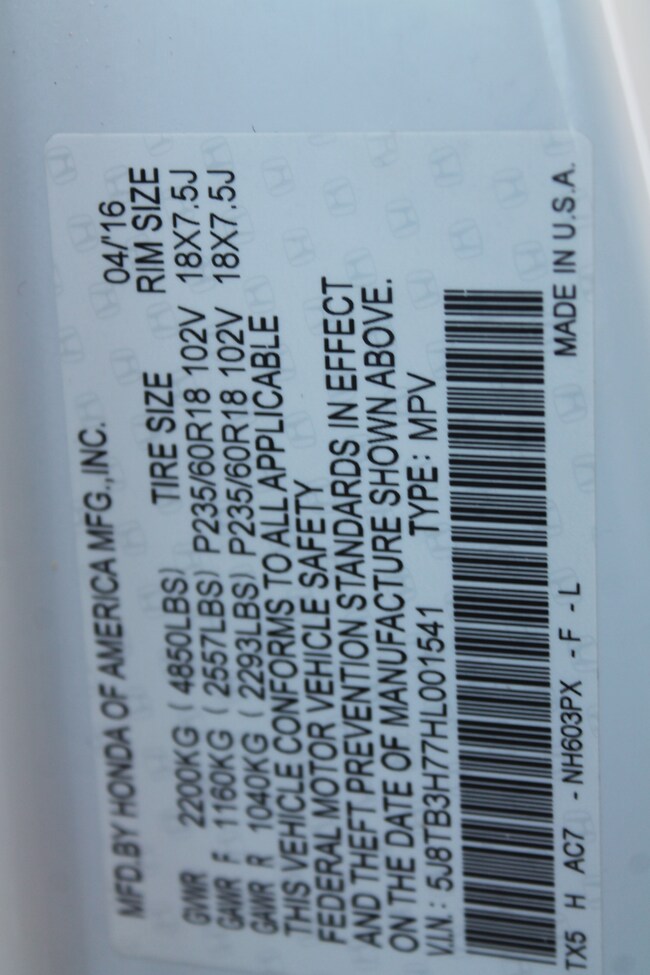 MFD.BY HONDA OF AMERICA MFG.,INC. 04/'16
TIRE SIZE RIM SIZE
GVWR 2200KG ( 4850LBS)
GAWR F 1160KG ( 2557LBS) P235/60R18 102V 18X7.5J
GAWR R 1040KG ( 2293LBS) P235/60R18 102V 18X7.5J
THIS VEHICLE CONFORMS TO ALL APPLICABLE
FEDERAL MOTOR VEHICLE SAFETY
AND THEFT PREVENTION STANDARDS IN EFFECT
ON THE DATE OF MANUFACTURE SHOWN ABOVE.
V.I.N.: 5J8TB3H77HL001541 TYPE: MPV
TX5 H AC7 - NH603PX - F - L MADE IN U.S.A.